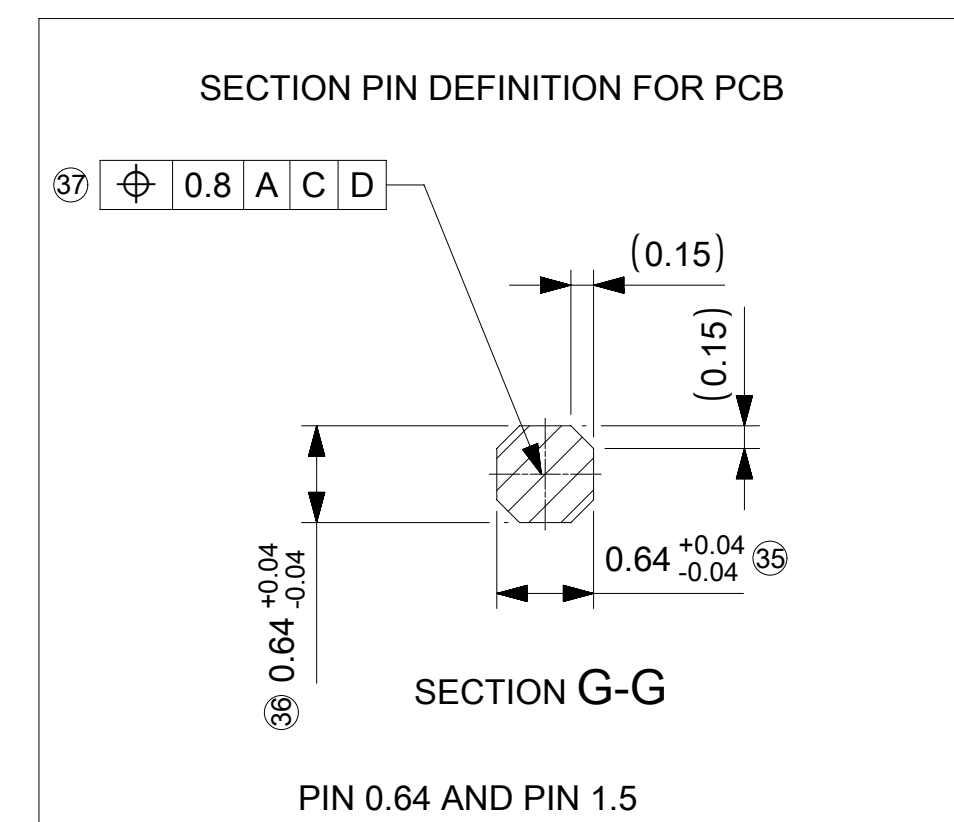 SECTION PIN DEFINITION FOR PCB
37 ⌖ 0.8 A C D
(0.15)
(0.15)
0.64 +0.04 -0.04 35
36 0.64 +0.04 -0.04
SECTION G-G
PIN 0.64 AND PIN 1.5